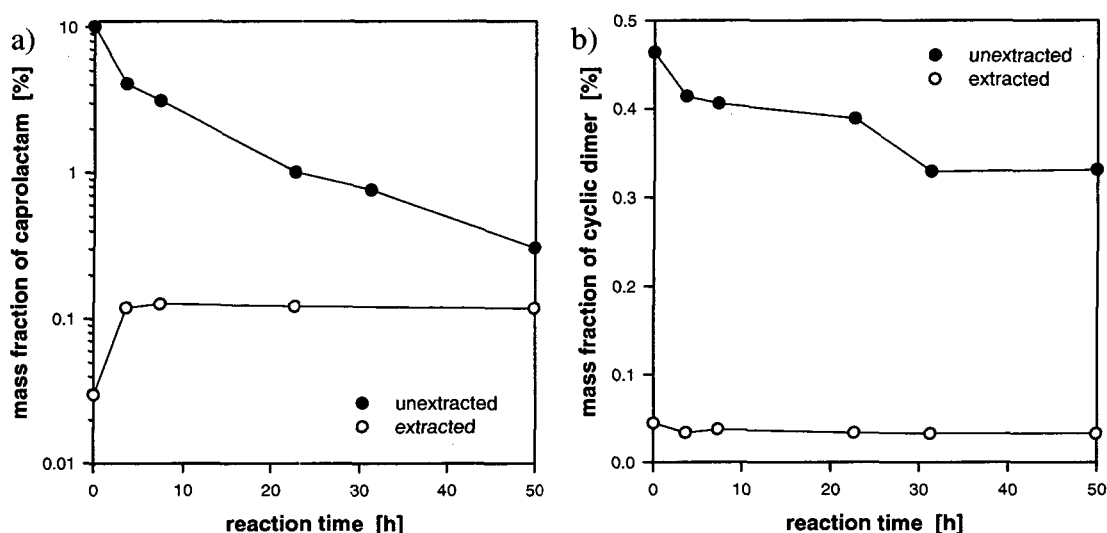 a)
mass fraction of caprolactam [%]
10
1
0.1
0.01
unextracted
extracted
0 10 20 30 40 50
reaction time [h]
b)
mass fraction of cyclic dimer [%]
0.5
0.4
0.3
0.2
0.1
0.0
unextracted
extracted
0 10 20 30 40 50
reaction time [h]